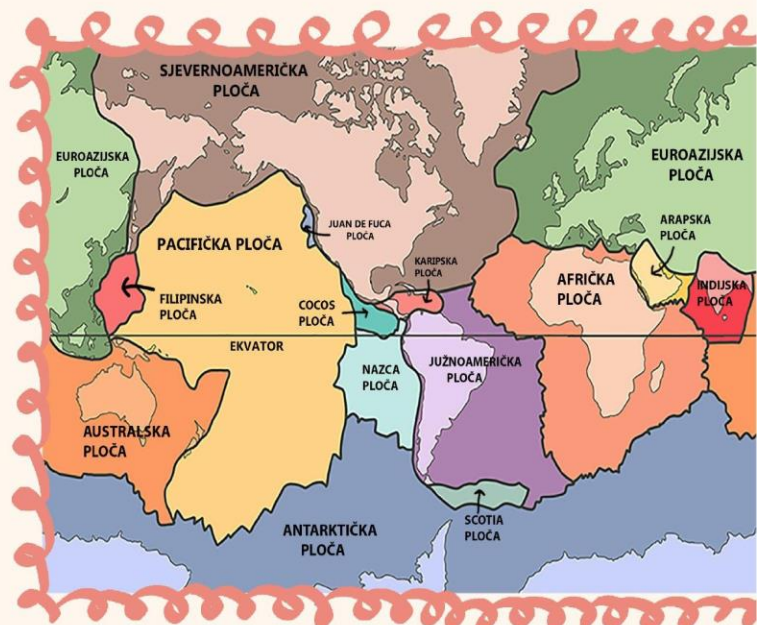 SJEVERNOAMERIČKA
PLOČA
EUROAZIJSKA
PLOČA
EUROAZIJSKA
PLOČA
JUAN DE FUCA
PLOČA
ARAPSKA
PLOČA
PACIFIČKA PLOČA
KARIPSKA
PLOČA
AFRIČKA
PLOČA
INDIJSKA
PLOČA
FILIPINSKA
PLOČA
COCOS
PLOČA
EKVATOR
NAZCA
PLOČA
JUŽNOAMERIČKA
PLOČA
AUSTRALSKA
PLOČA
ANTARKTIČKA
PLOČA
SCOTIA
PLOČA